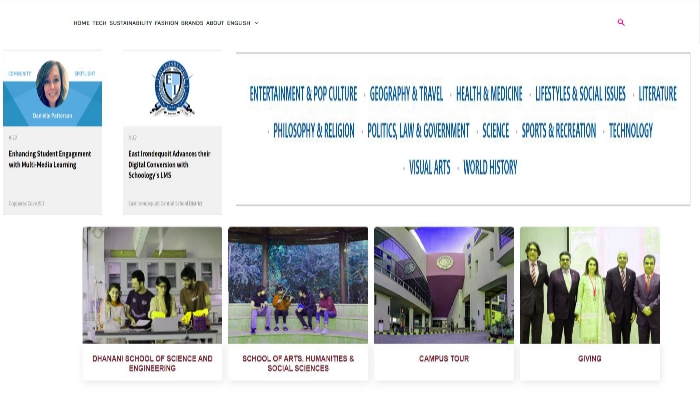 HOME TECH SUSTAINABILITY FASHION BRANDS ABOUT ENGLISH
COMMUNITY SPOTLIGHT
Danielle Patterson
K-12
Enhancing Student Engagement
with Multi-Media Learning
Copperas Cove ISD
EI
K-12
East Irondequoit Advances their
Digital Conversion with
Schoology's LMS
East Irondequoit Central School District
ENTERTAINMENT & POP CULTURE · GEOGRAPHY & TRAVEL · HEALTH & MEDICINE · LIFESTYLES & SOCIAL ISSUES · LITERATURE
· PHILOSOPHY & RELIGION · POLITICS, LAW & GOVERNMENT · SCIENCE · SPORTS & RECREATION · TECHNOLOGY
· VISUAL ARTS · WORLD HISTORY
DHANANI SCHOOL OF SCIENCE AND
ENGINEERING
SCHOOL OF ARTS, HUMANITIES &
SOCIAL SCIENCES
CAMPUS TOUR
GIVING